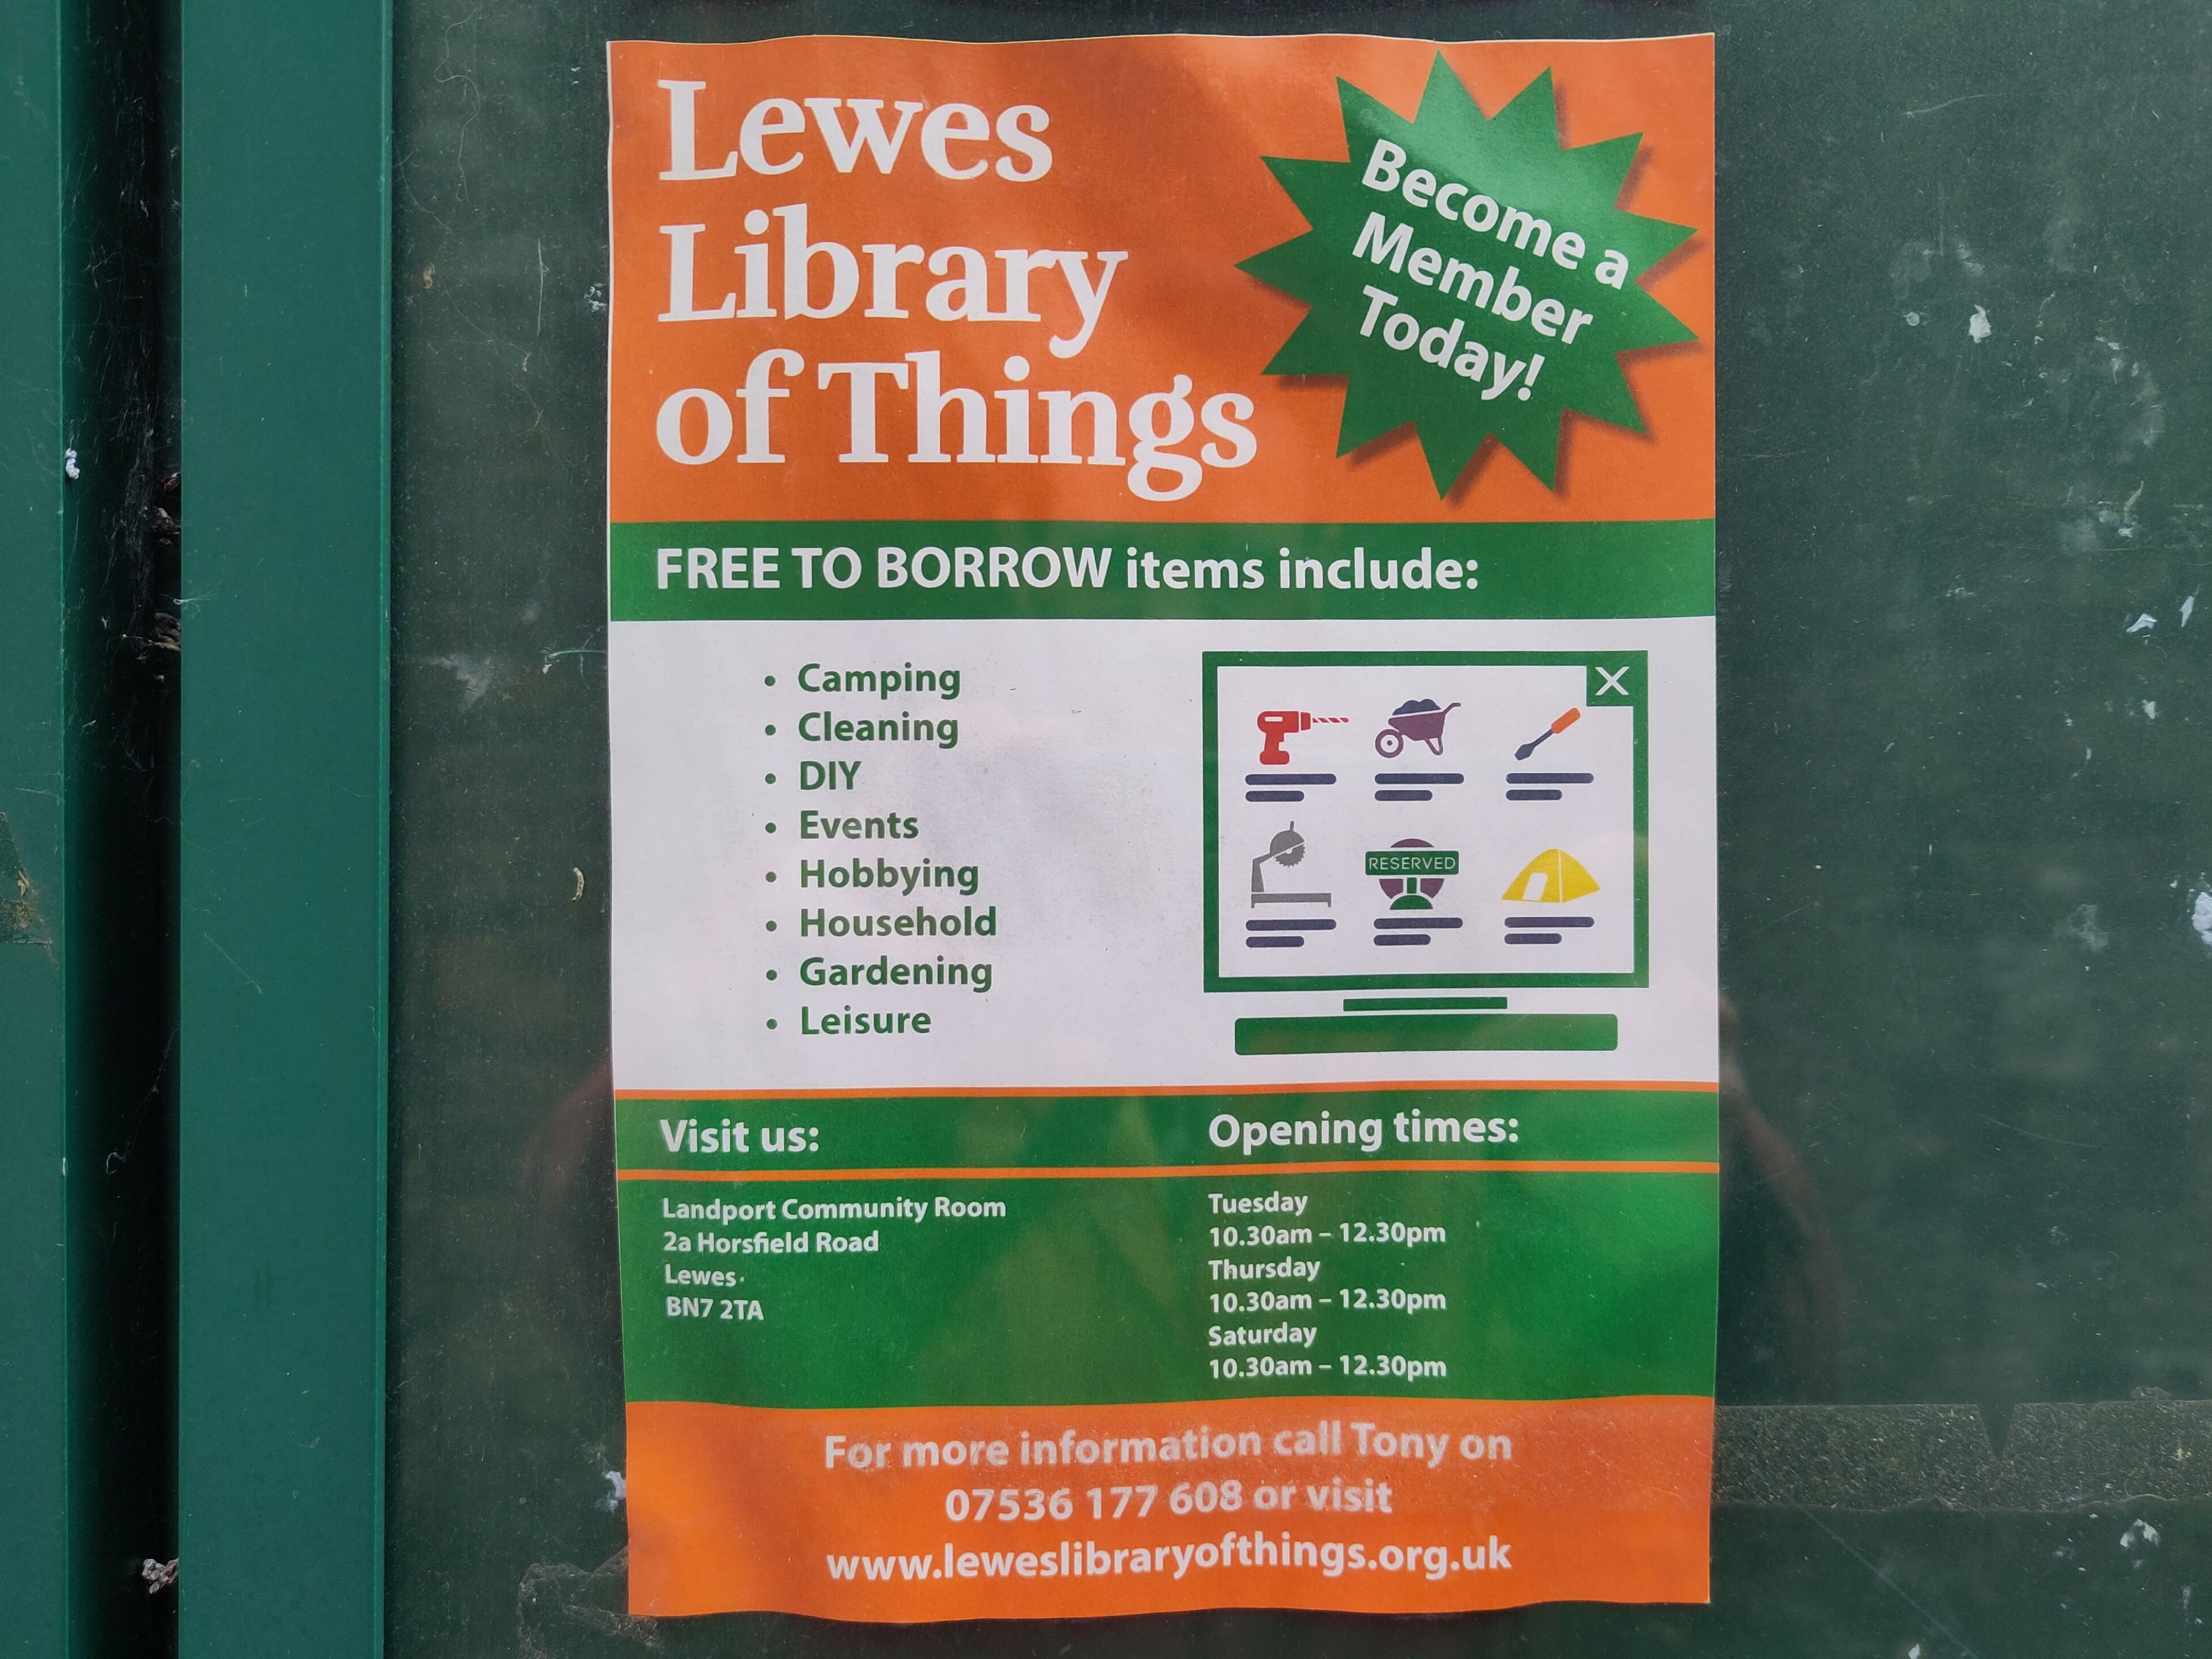 Lewes
Library
of Things
Become a
Member
Today!
FREE TO BORROW items include:
• Camping
• Cleaning
• DIY
• Events
• Hobbying
• Household
• Gardening
• Leisure
X
RESERVED
Visit us:
Landport Community Room
2a Horsfield Road
Lewes
BN7 2TA
Opening times:
Tuesday
10.30am – 12.30pm
Thursday
10.30am – 12.30pm
Saturday
10.30am – 12.30pm
For more information call Tony on
07536 177 608 or visit
www.leweslibraryofthings.org.uk